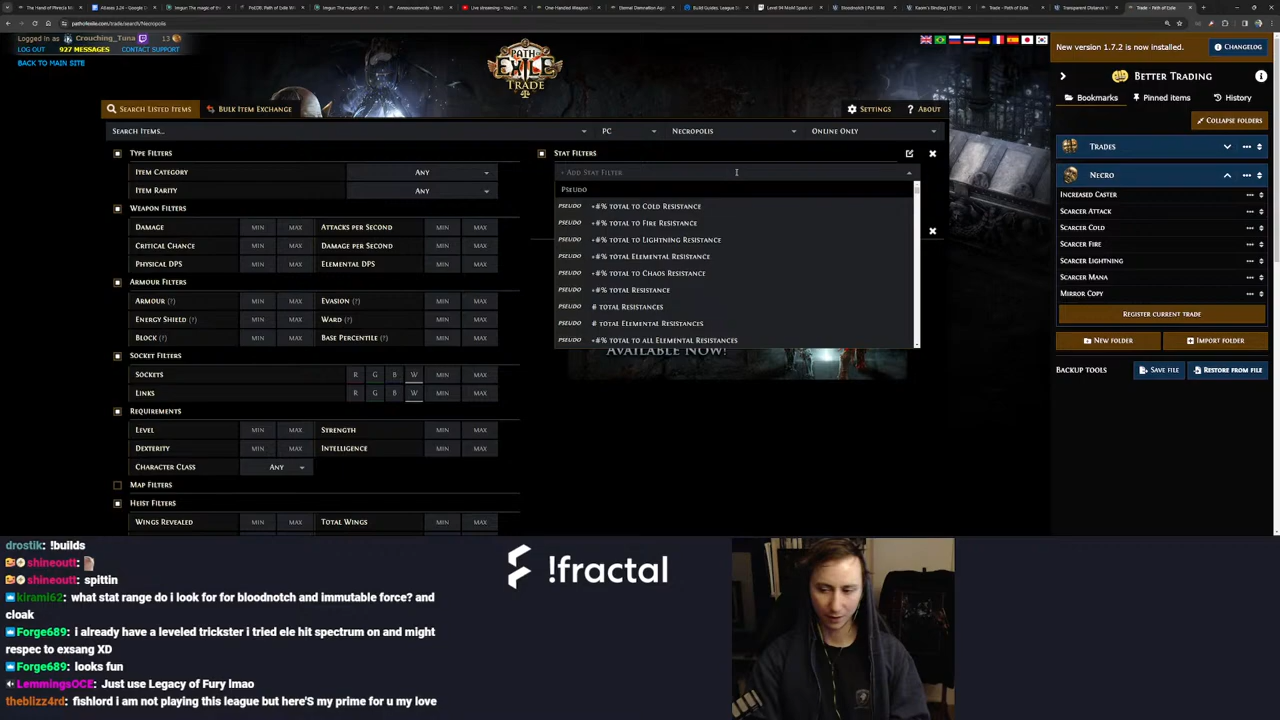 pathofexile.com/trade/search/Necropolis
Logged in as Crouching_Tuna 13
LOG OUT 927 MESSAGES CONTACT SUPPORT
BACK TO MAIN SITE
PATH OF EXILE
TRADE
New version 1.7.2 is now installed. CHANGELOG
BETTER TRADING
Bookmarks Pinned items History
COLLAPSE FOLDERS
TRADES
NECRO
INCREASED CASTER
SCARCER ATTACK
SCARCER COLD
SCARCER FIRE
SCARCER LIGHTNING
SCARCER MANA
MIRROR COPY
REGISTER CURRENT TRADE
NEW FOLDER IMPORT FOLDER
BACKUP TOOLS SAVE FILE RESTORE FROM FILE
SEARCH LISTED ITEMS BULK ITEM EXCHANGE SETTINGS ? ABOUT
SEARCH ITEMS... PC NECROPOLIS ONLINE ONLY
TYPE FILTERS
ITEM CATEGORY ANY
ITEM RARITY ANY
WEAPON FILTERS
DAMAGE MIN MAX ATTACKS PER SECOND MIN MAX
CRITICAL CHANCE MIN MAX DAMAGE PER SECOND MIN MAX
PHYSICAL DPS MIN MAX ELEMENTAL DPS MIN MAX
ARMOUR FILTERS
ARMOUR (?) MIN MAX EVASION (?) MIN MAX
ENERGY SHIELD (?) MIN MAX WARD (?) MIN MAX
BLOCK (?) MIN MAX BASE PERCENTILE (?) MIN MAX
SOCKET FILTERS
SOCKETS R G B W MIN MAX
LINKS R G B W MIN MAX
REQUIREMENTS
LEVEL MIN MAX STRENGTH MIN MAX
DEXTERITY MIN MAX INTELLIGENCE MIN MAX
CHARACTER CLASS ANY
MAP FILTERS
HEIST FILTERS
WINGS REVEALED MIN MAX TOTAL WINGS MIN MAX
STAT FILTERS
+ ADD STAT FILTER
PSEUDO
PSEUDO +#% TOTAL TO COLD RESISTANCE
PSEUDO +#% TOTAL TO FIRE RESISTANCE
PSEUDO +#% TOTAL TO LIGHTNING RESISTANCE
PSEUDO +#% TOTAL ELEMENTAL RESISTANCE
PSEUDO +#% TOTAL TO CHAOS RESISTANCE
PSEUDO +#% TOTAL RESISTANCE
PSEUDO # TOTAL RESISTANCES
PSEUDO # TOTAL ELEMENTAL RESISTANCES
PSEUDO +#% TOTAL TO ALL ELEMENTAL RESISTANCES
AVAILABLE NOW!
drostik: !builds
shineoutt:
shineoutt: spittin
kirami62: what stat range do i look for for bloodnotch and immutable force? and
cloak
Forge689: i already have a leveled trickster i tried ele hit spectrum on and might
respec to exsang XD
Forge689: looks fun
LemmingsOCE: Just use Legacy of Fury lmao
theblizz4rd: fishlord i am not playing this league but here'S my prime for u my love
!fractal